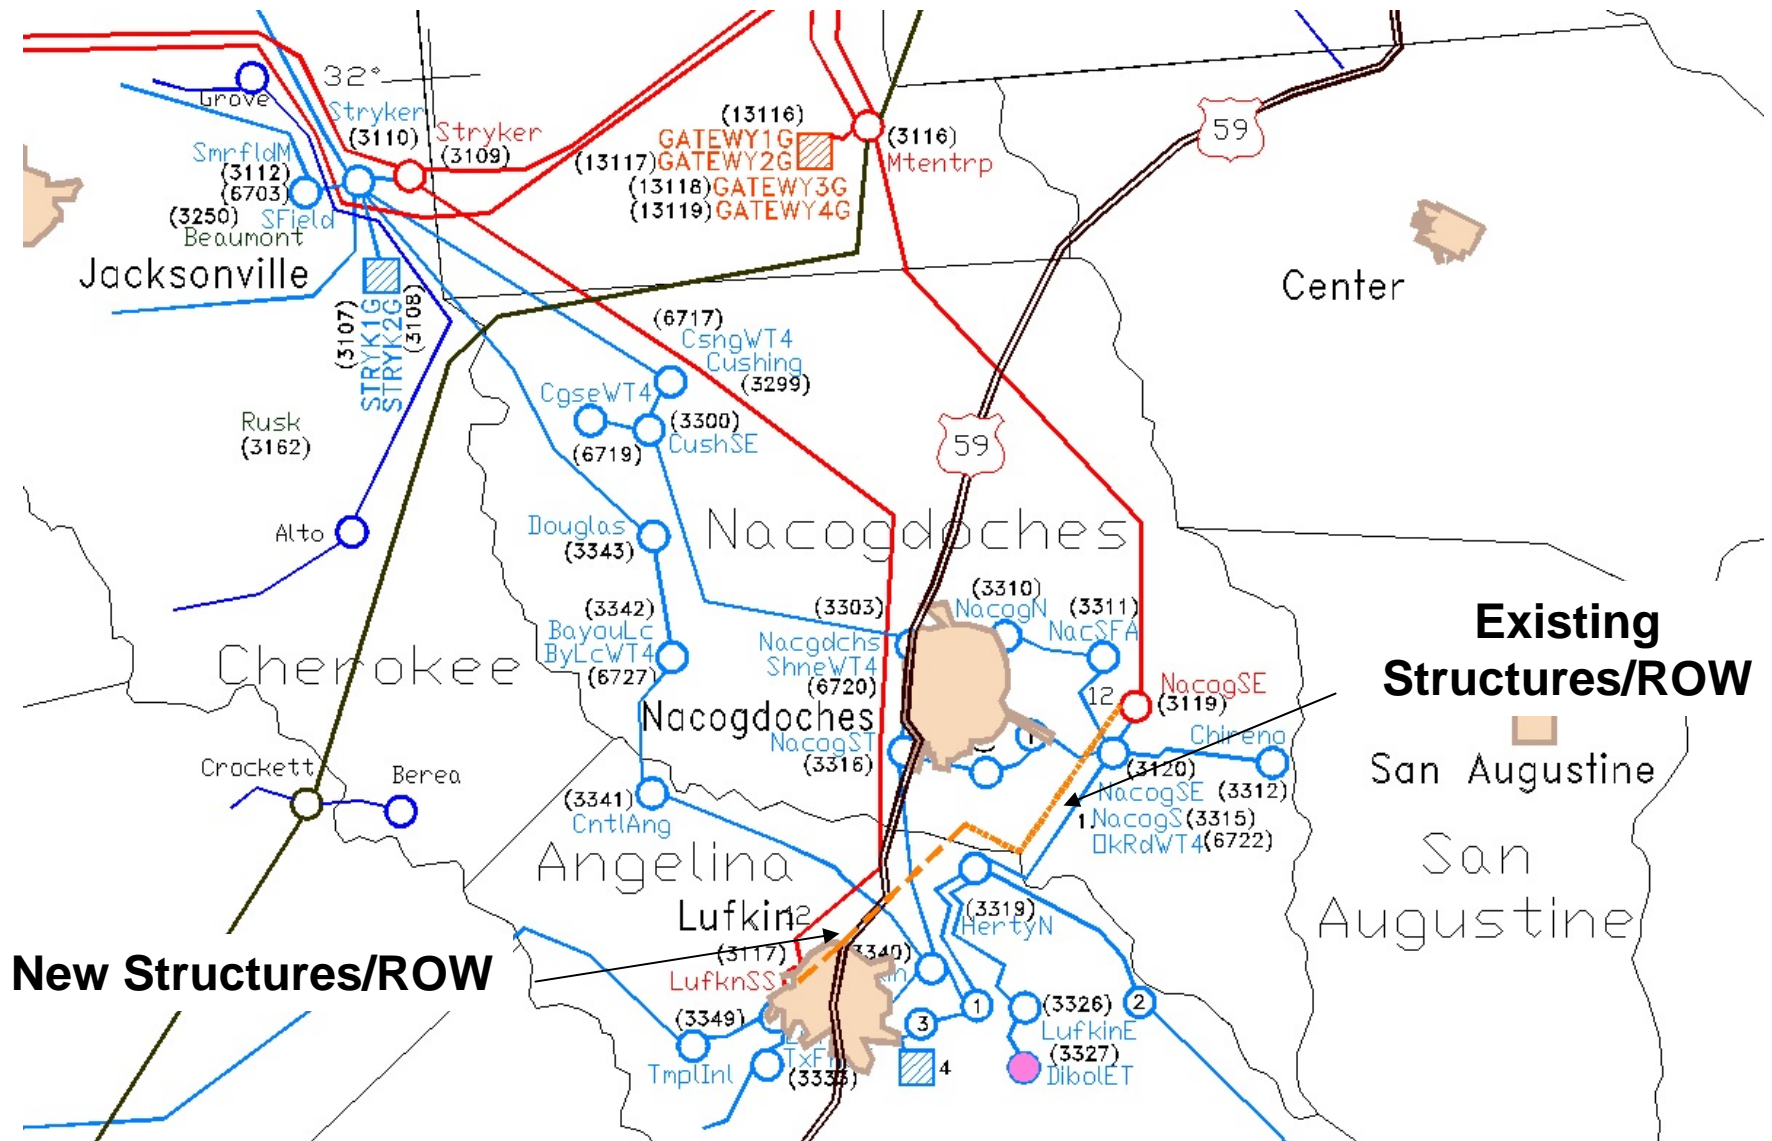 32°
Grove
Stryker
(3110)
Stryker
(3109)
SmrfldM
(3112)
(6703)
(3250)
SField
Beaumont
Jacksonville
(3107)
STRYK1G
STRYK2G
(3108)
(13116)
GATEWY1G
(13117)
GATEWY2G
(13118)
GATEWY3G
(13119)
GATEWY4G
(3116)
Mtentrp
59
Center
(6717)
CsngWT4
Cushing
(3299)
CgseWT4
(3300)
CushSE
(6719)
59
Rusk
(3162)
Alto
Douglas
(3343)
Nacogdoches
(3342)
BayouLc
ByLcWT4
(6727)
(3303)
Nacgdchs
ShneWT4
(6720)
(3310)
NacogN
(3311)
NacSFA
Existing
Structures/ROW
Cherokee
12
NacogSE
(3119)
Nacogdoches
NacogST
(3316)
Chireno
(3120)
NacogSE
(3312)
1.
NacogS
(3315)
OkRdWT4
(6722)
San Augustine
Crockett
Berea
(3341)
CntlAng
Angelina
San
Augustine
Lufkin
12
(3319)
HertyN
New Structures/ROW
(3117)
LufknSS
3340)
(3349)
TmplInl
(3333)
3
1
4
(3326)
LufkinE
(3327)
DibolET
2